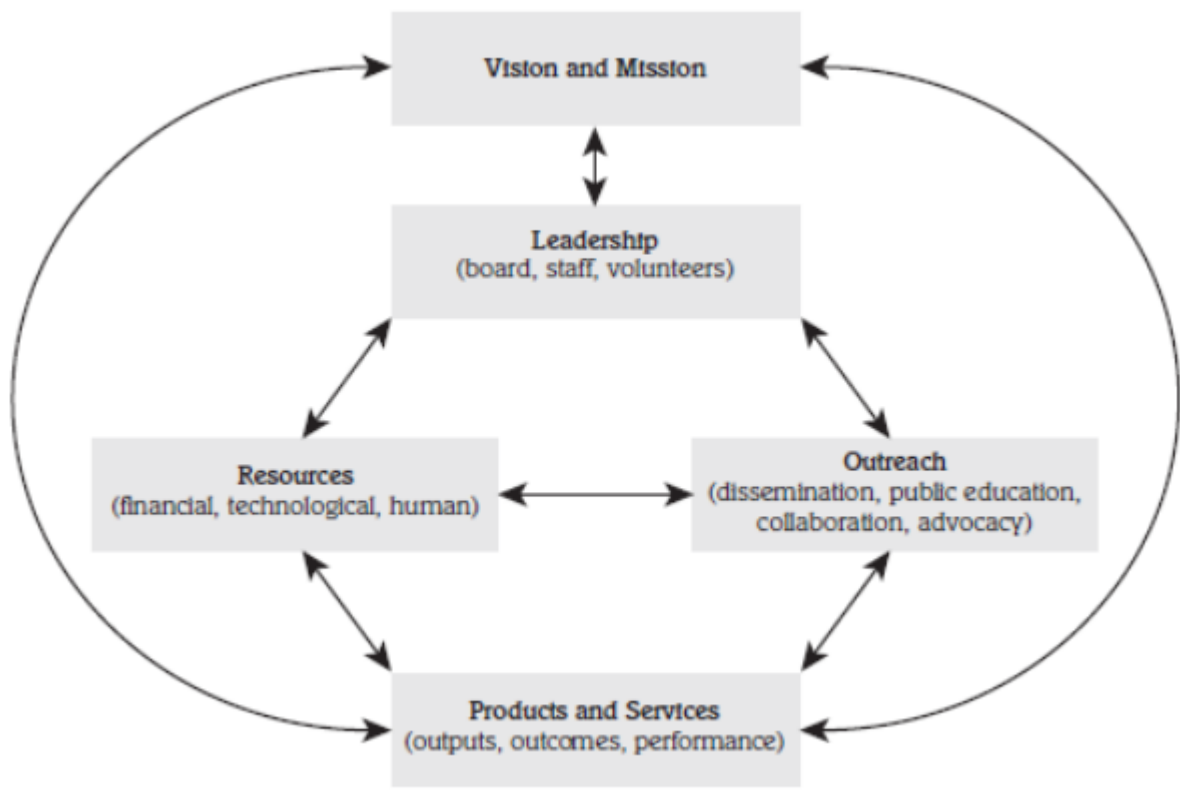 Vision and Mission
Leadership
(board, staff, volunteers)
Resources
(financial, technological, human)
Outreach
(dissemination, public education,
collaboration, advocacy)
Products and Services
(outputs, outcomes, performance)